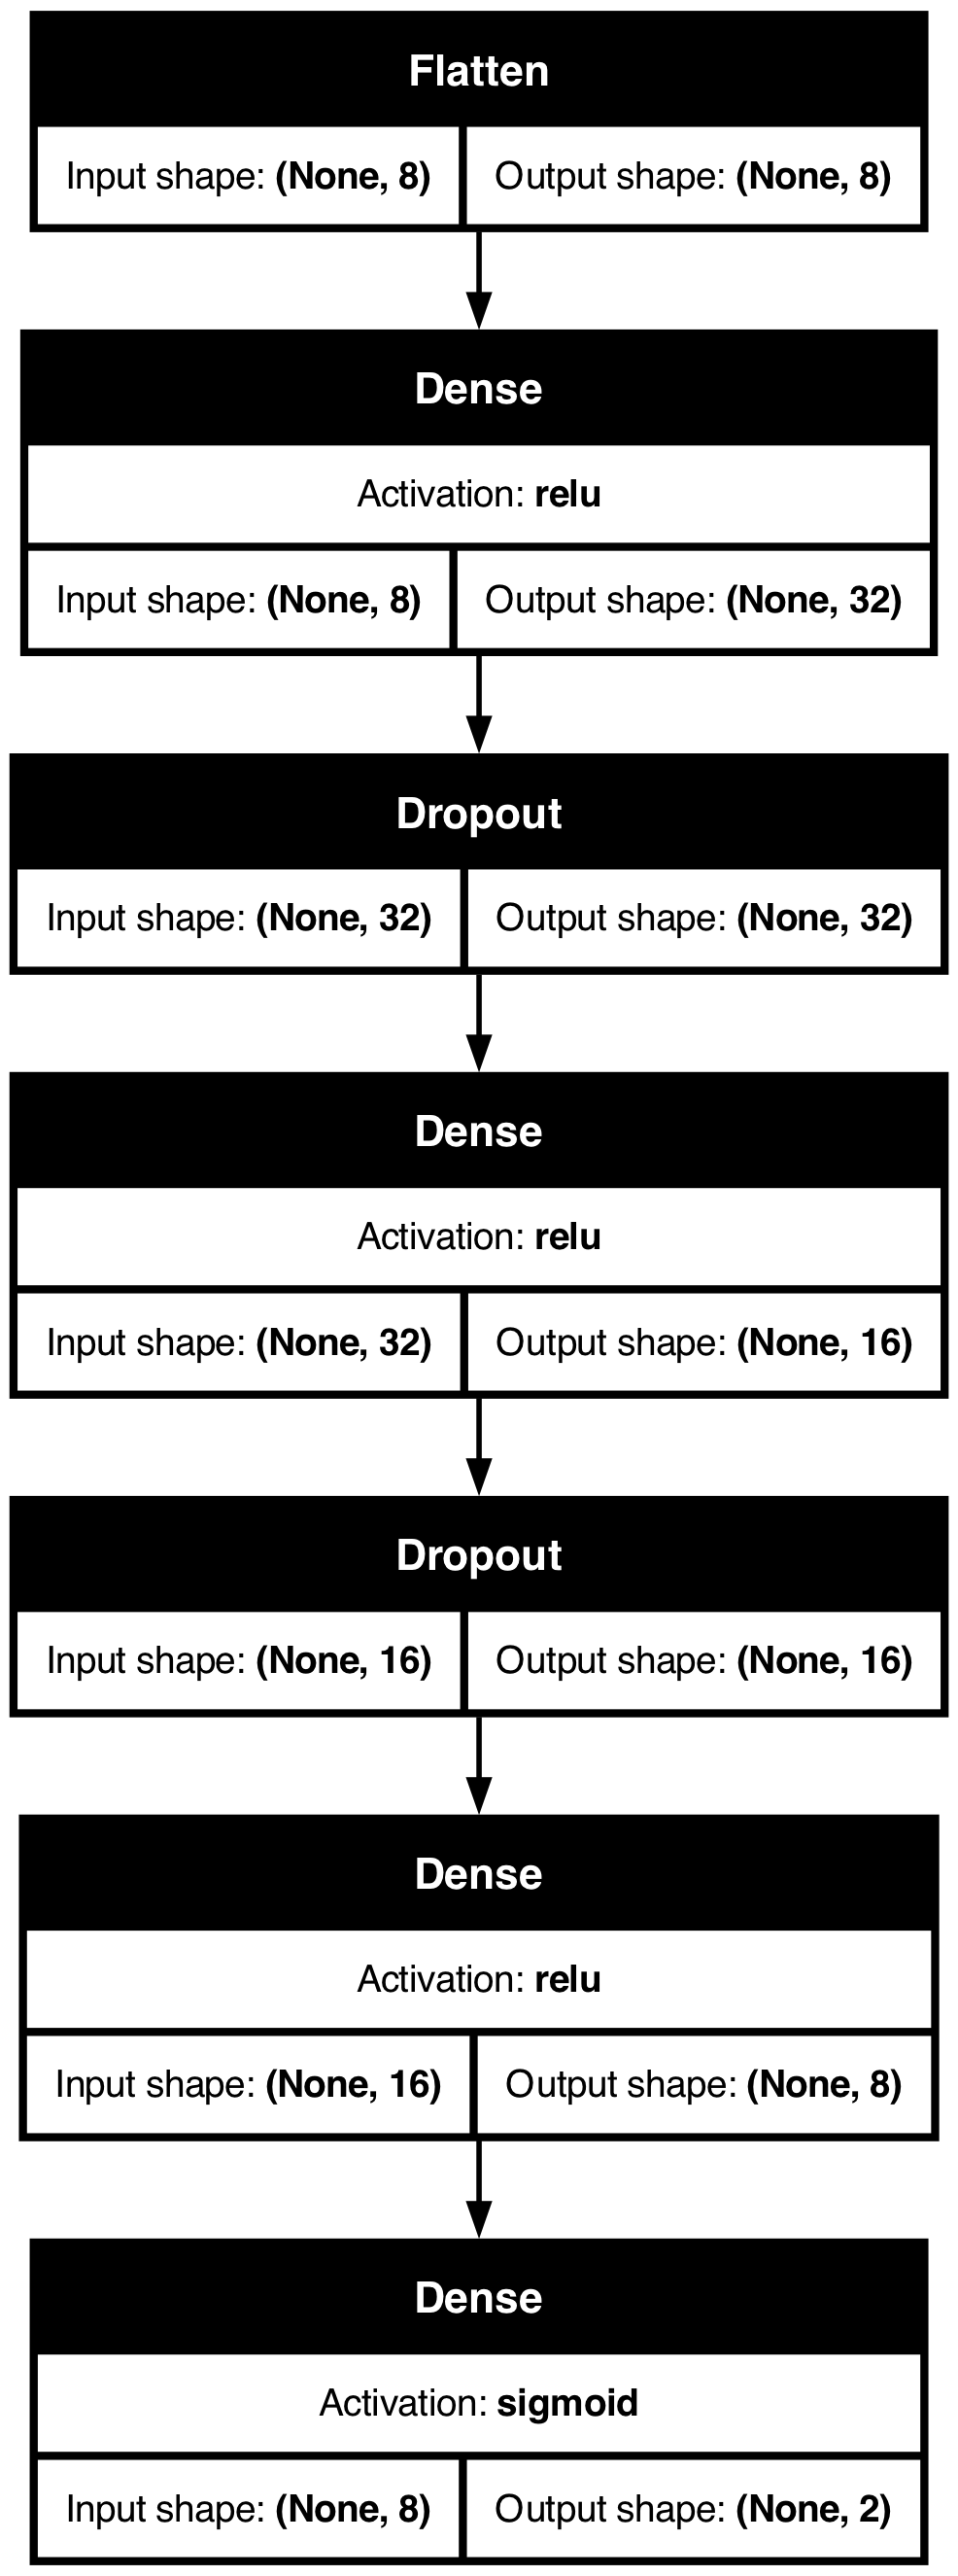 Flatten
Input shape: (None, 8) Output shape: (None, 8)
Dense
Activation: relu
Input shape: (None, 8) Output shape: (None, 32)
Dropout
Input shape: (None, 32) Output shape: (None, 32)
Dense
Activation: relu
Input shape: (None, 32) Output shape: (None, 16)
Dropout
Input shape: (None, 16) Output shape: (None, 16)
Dense
Activation: relu
Input shape: (None, 16) Output shape: (None, 8)
Dense
Activation: sigmoid
Input shape: (None, 8) Output shape: (None, 2)